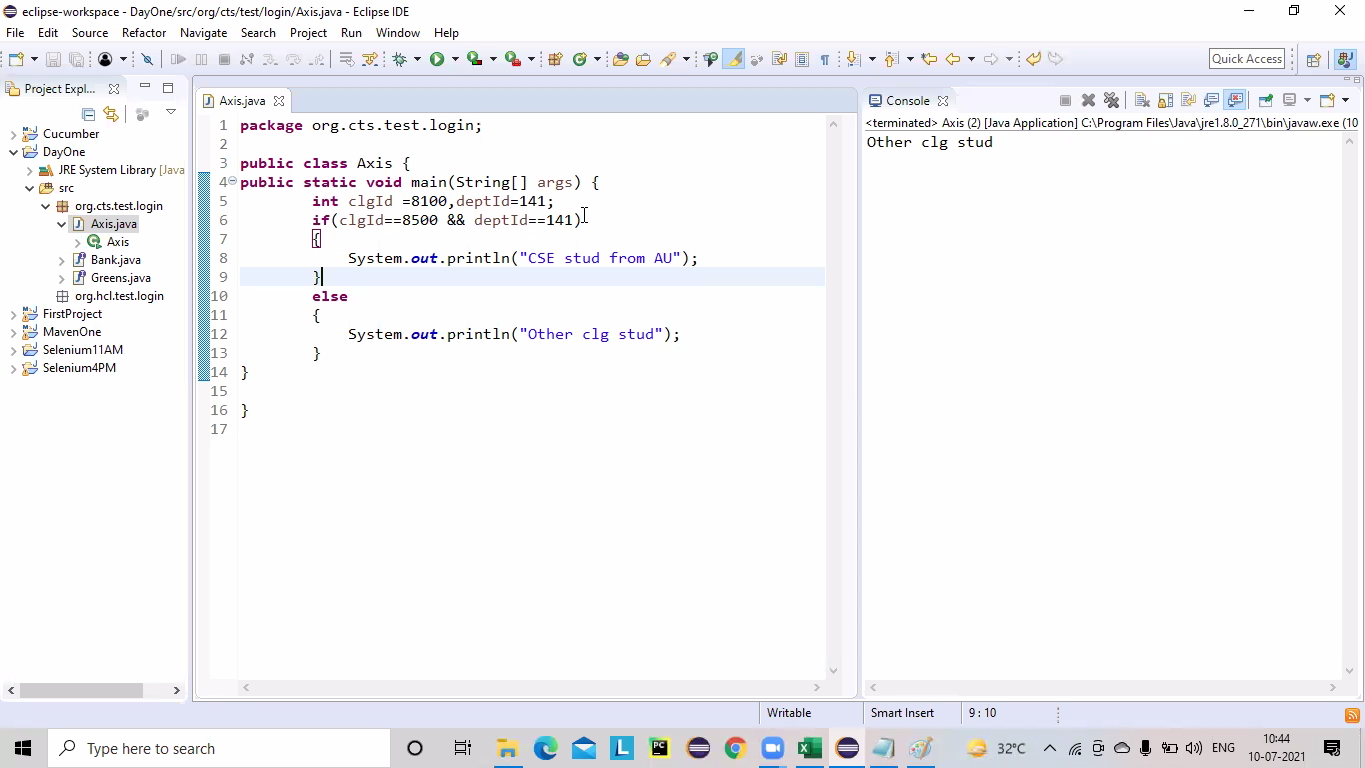 eclipse-workspace - DayOne/src/org/cts/test/login/Axis.java - Eclipse IDE
File Edit Source Refactor Navigate Search Project Run Window Help
Quick Access
Project Expl...
Cucumber
DayOne
JRE System Library [Java
src
org.cts.test.login
Axis.java
Axis
Bank.java
Greens.java
org.hcl.test.login
FirstProject
MavenOne
Selenium11AM
Selenium4PM
Axis.java
1 package org.cts.test.login;
2
3 public class Axis {
4 public static void main(String[] args) {
5 int clgId =8100,deptId=141;
6 if(clgId==8500 && deptId==141)
7 {
8 System.out.println("CSE stud from AU");
9 }
10 else
11 {
12 System.out.println("Other clg stud");
13 }
14 }
15
16 }
17
Console
<terminated> Axis (2) [Java Application] C:\Program Files\Java\jre1.8.0_271\bin\javaw.exe (10
Other clg stud
Writable Smart Insert 9 : 10
Type here to search
L
PC
32°C
ENG
10:44
10-07-2021